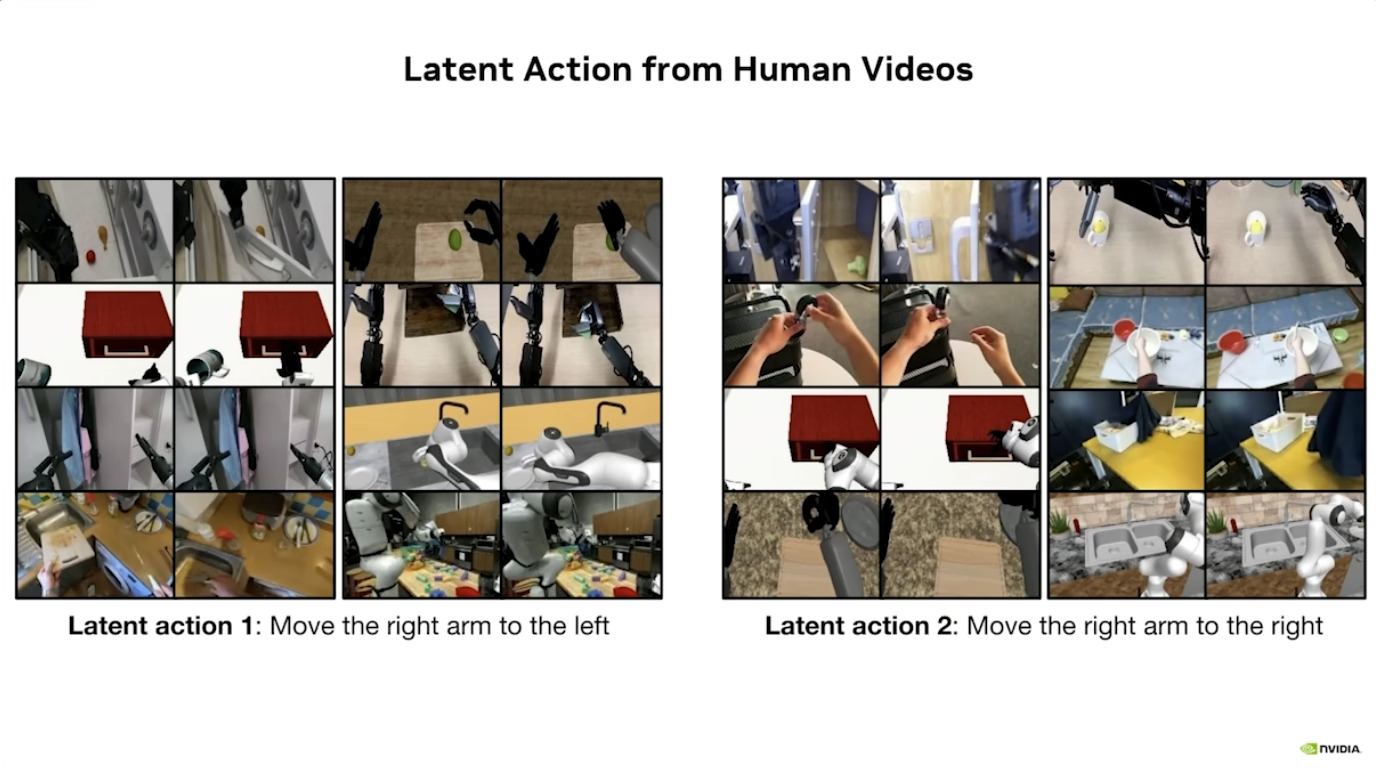 Latent Action from Human Videos
Latent action 1: Move the right arm to the left
Latent action 2: Move the right arm to the right
NVIDIA.